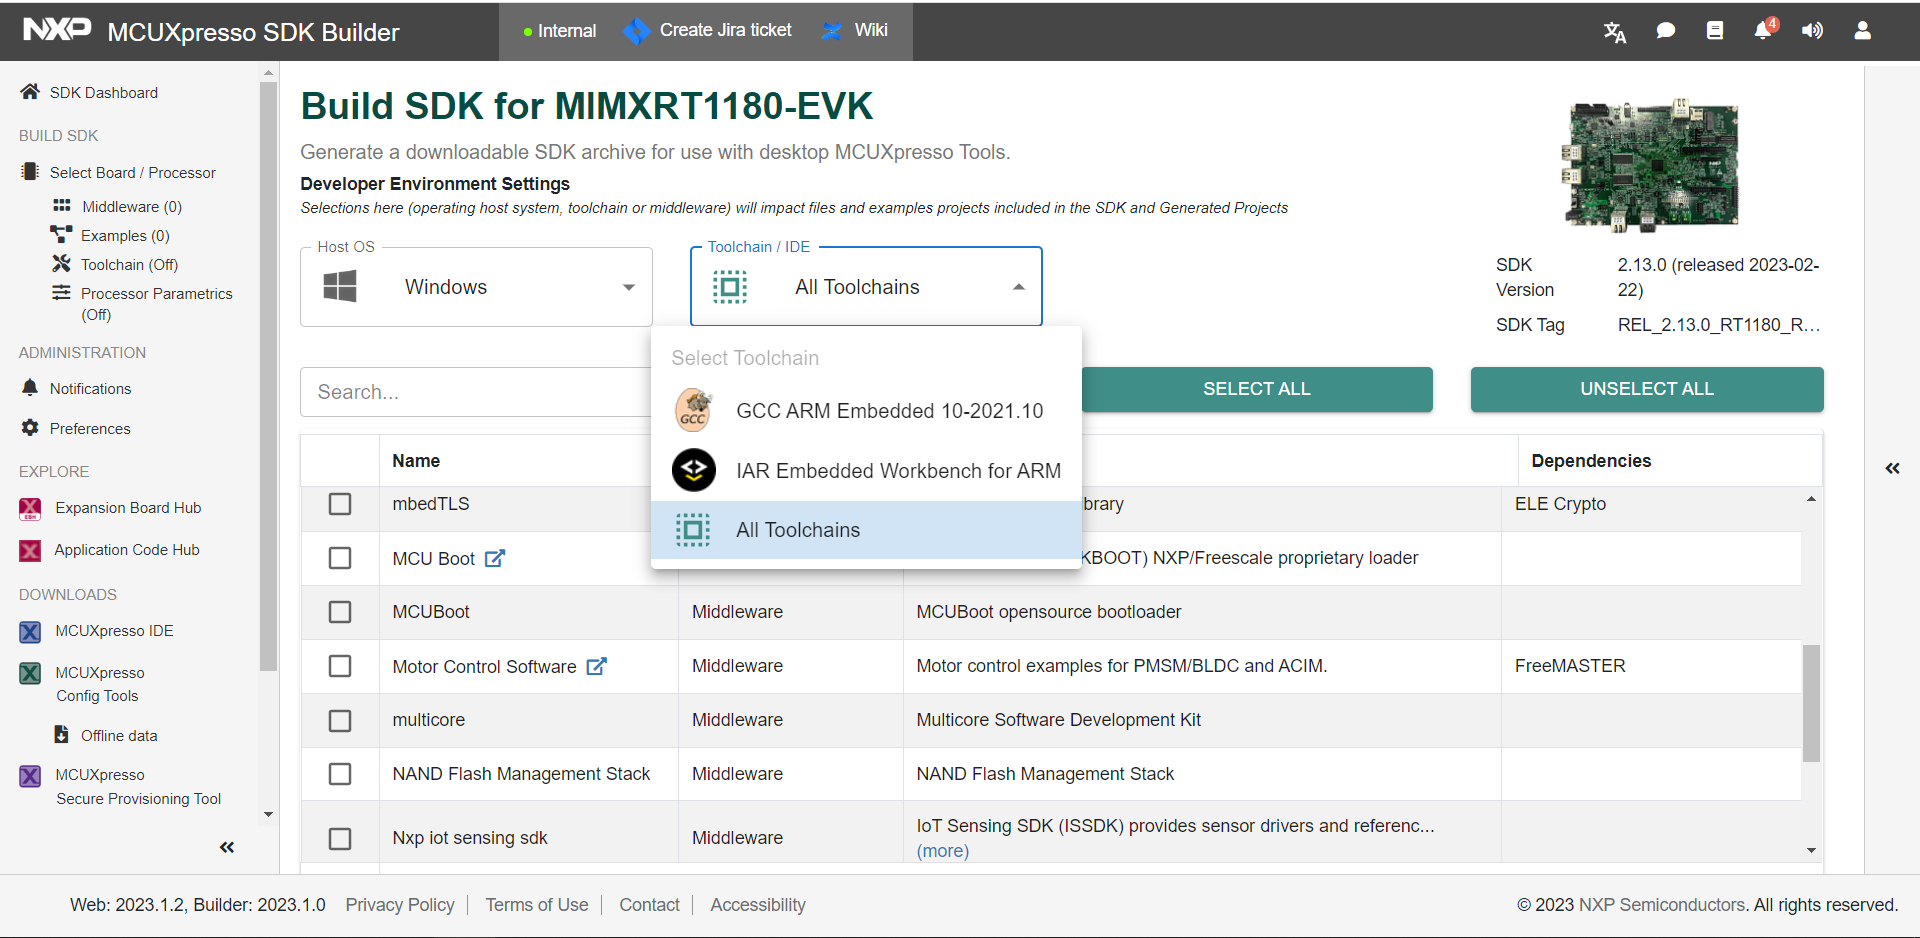 NXP MCUXpresso SDK Builder
Internal
Create Jira ticket
Wiki
4
SDK Dashboard
BUILD SDK
Select Board / Processor
Middleware (0)
Examples (0)
Toolchain (Off)
Processor Parametrics
(Off)
ADMINISTRATION
Notifications
Preferences
EXPLORE
Expansion Board Hub
Application Code Hub
DOWNLOADS
MCUXpresso IDE
MCUXpresso
Config Tools
Offline data
MCUXpresso
Secure Provisioning Tool
Build SDK for MIMXRT1180-EVK
Generate a downloadable SDK archive for use with desktop MCUXpresso Tools.
Developer Environment Settings
Selections here (operating host system, toolchain or middleware) will impact files and examples projects included in the SDK and Generated Projects
Host OS
Windows
Toolchain / IDE
All Toolchains
SDK
Version
2.13.0 (released 2023-02-
22)
SDK Tag
REL_2.13.0_RT1180_R...
Search...
Select Toolchain
GCC
GCC ARM Embedded 10-2021.10
IAR Embedded Workbench for ARM
All Toolchains
SELECT ALL
UNSELECT ALL
Name
Dependencies
mbedTLS
brary
ELE Crypto
MCU Boot
KBOOT) NXP/Freescale proprietary loader
MCUBoot
Middleware
MCUBoot opensource bootloader
Motor Control Software
Middleware
Motor control examples for PMSM/BLDC and ACIM.
FreeMASTER
multicore
Middleware
Multicore Software Development Kit
NAND Flash Management Stack
Middleware
NAND Flash Management Stack
Nxp iot sensing sdk
Middleware
IoT Sensing SDK (ISSDK) provides sensor drivers and referenc...
(more)
Web: 2023.1.2, Builder: 2023.1.0
Privacy Policy
Terms of Use
Contact
Accessibility
© 2023 NXP Semiconductors. All rights reserved.